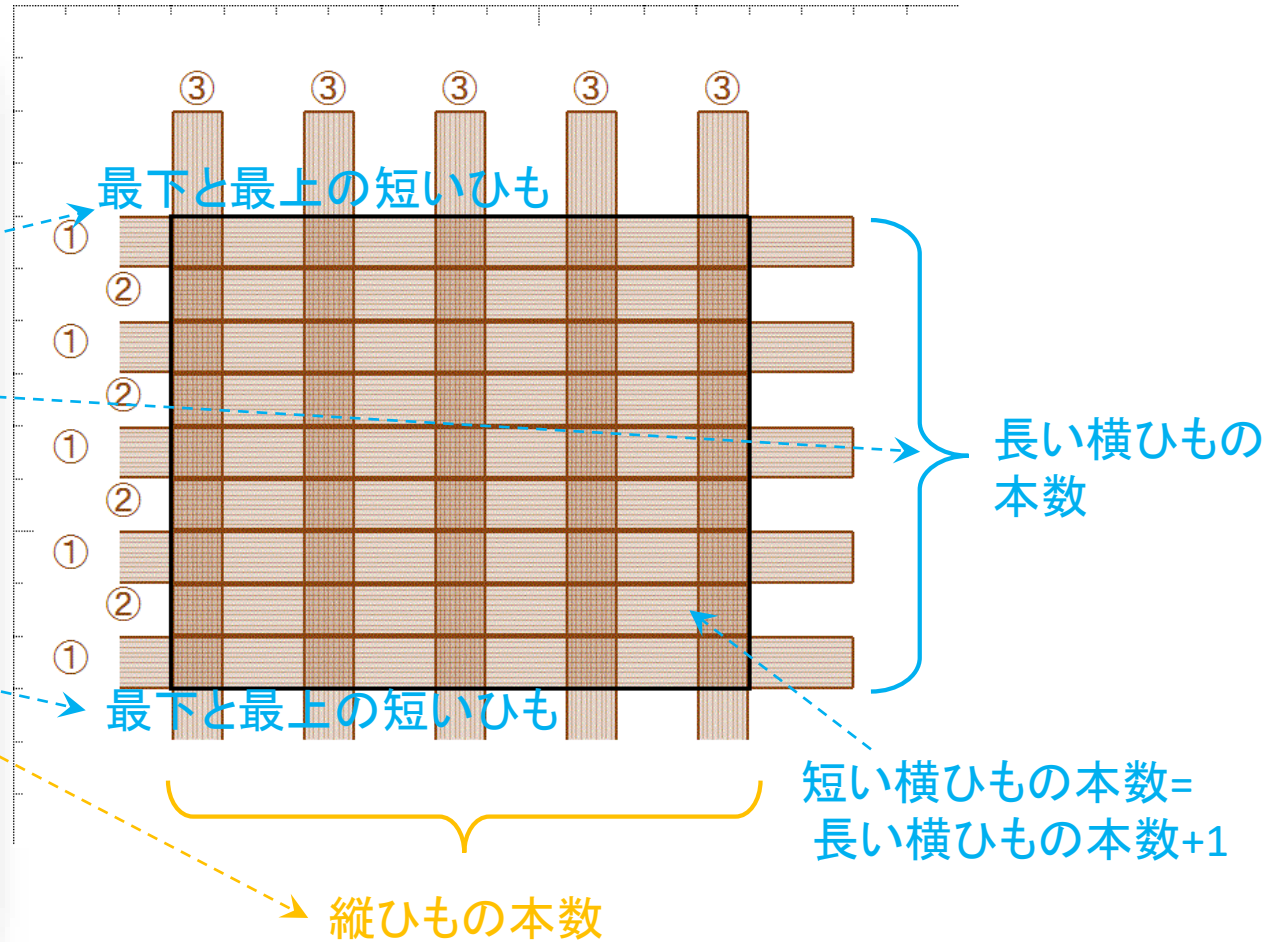 ③ ③ ③ ③ ③
最下と最上の短いひも
①
②
①
②
①
②
①
②
①
長い横ひもの
本数
最下と最上の短いひも
短い横ひもの本数=
長い横ひもの本数+1
縦ひもの本数